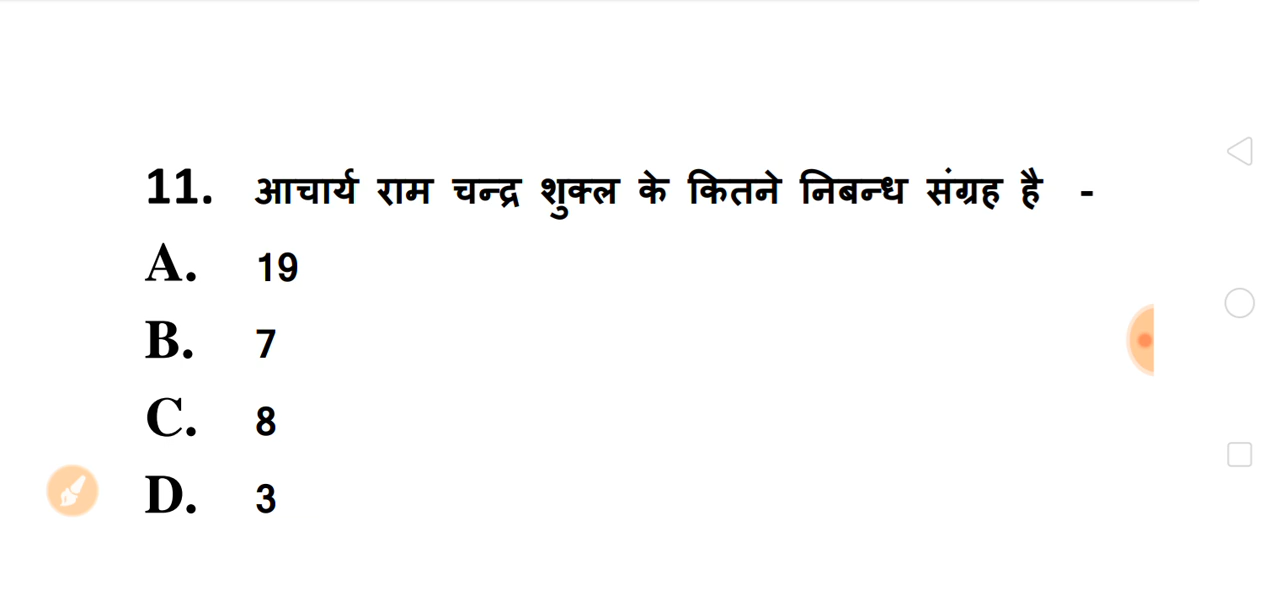 11. आचार्य राम चन्द्र शुक्ल के कितने निबन्ध संग्रह है -
A. 19
B. 7
C. 8
D. 3